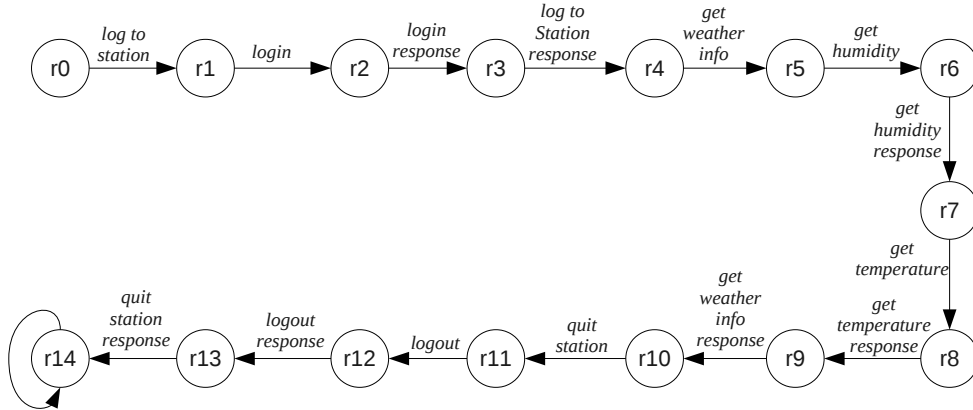 r0
log to
station
r1
login
r2
login
response
r3
log to
Station
response
r4
get
weather
info
r5
get
humidity
r6
get
humidity
response
r7
get
temperature
r8
get
temperature
response
r9
get
weather
info
response
r10
quit
station
r11
logout
r12
logout
response
r13
quit
station
response
r14